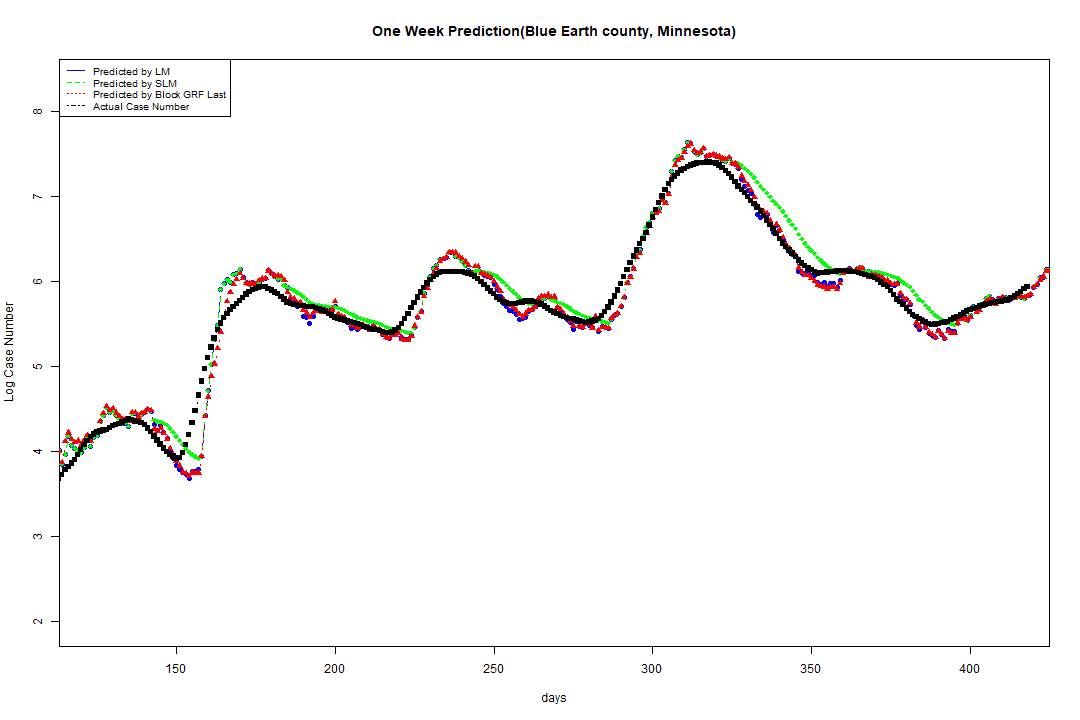 One Week Prediction(Blue Earth county, Minnesota)
Predicted by LM
Predicted by SLM
Predicted by Block GRF Last
Actual Case Number
8
7
6
5
4
3
2
Log Case Number
150 200 250 300 350 400
days